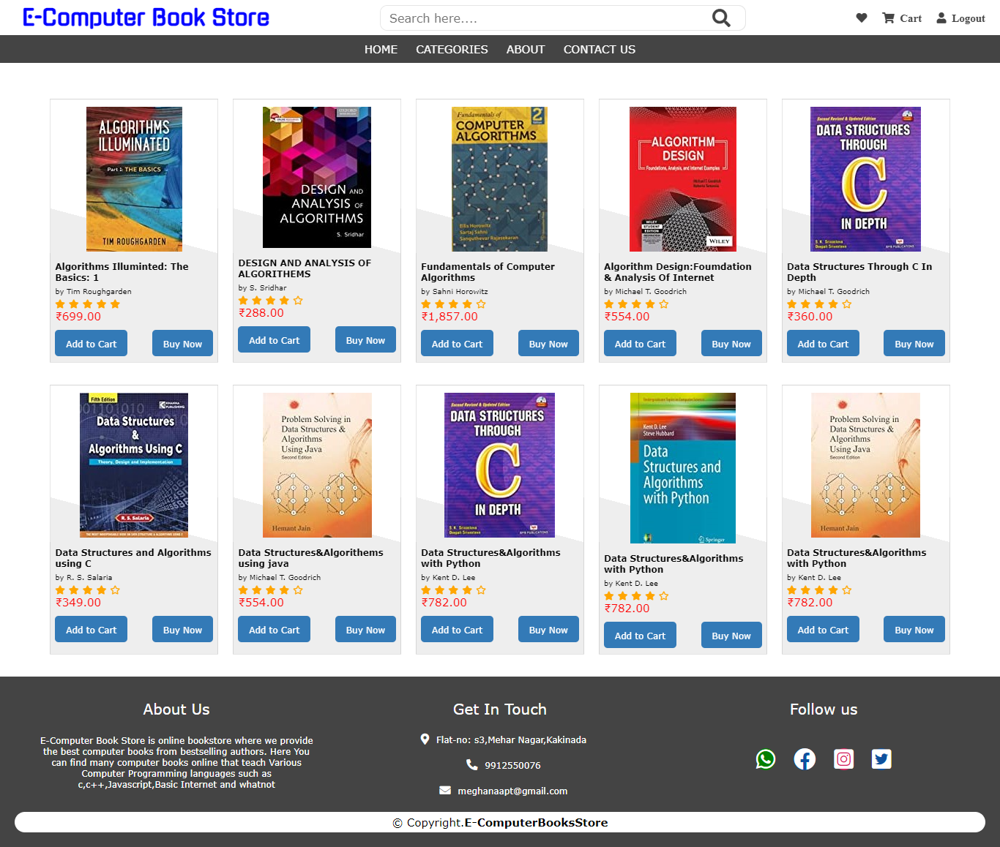 E-Computer Book Store
Search here....
Cart
Logout
HOME CATEGORIES ABOUT CONTACT US
ALGORITHMS
ILLUMINATED
Part 1: THE BASICS
TIM ROUGHGARDEN
Algorithms Illuminted: The
Basics: 1
by Tim Roughgarden
₹699.00
Add to Cart Buy Now
OXFORD
DESIGN AND
ANALYSIS OF
ALGORITHMS
S. Sridhar
DESIGN AND ANALYSIS OF
ALGORITHEMS
by S. Sridhar
₹288.00
Add to Cart Buy Now
Fundamentals of
COMPUTER
ALGORITHMS
2
Ellis Horowitz
Sartaj Sahni
Sanguthevar Rajasekaran
Fundamentals of Computer
Algorithms
by Sahni Horowitz
₹1,857.00
Add to Cart Buy Now
ALGORITHM
DESIGN
Foundations, Analysis, and Internet Examples
Michael T. Goodrich
Roberto Tamassia
WILEY
STUDENT
EDITION
WILEY
Algorithm Design:Foumdation
& Analysis Of Internet
by Michael T. Goodrich
₹554.00
Add to Cart Buy Now
Second Revised & Updated Edition
DATA STRUCTURES
THROUGH
C
IN DEPTH
S. K. Srivastava
Deepali Srivastava
BPB PUBLICATIONS
Data Structures Through C In
Depth
by Michael T. Goodrich
₹360.00
Add to Cart Buy Now
Fifth Edition
KHANNA
PUBLISHING
Data Structures
&
Algorithms Using C
Theory, Design and Implementation
R. S. Salaria
Data Structures and Algorithms
using C
by R. S. Salaria
₹349.00
Add to Cart Buy Now
Problem Solving in
Data Structures &
Algorithms
Using Java
Second Edition
Hemant Jain
Data Structures&Algorithems
using java
by Michael T. Goodrich
₹554.00
Add to Cart Buy Now
Second Revised & Updated Edition
DATA STRUCTURES
THROUGH
C
IN DEPTH
S. K. Srivastava
Deepali Srivastava
BPB PUBLICATIONS
Data Structures&Algorithms
with Python
by Kent D. Lee
₹782.00
Add to Cart Buy Now
Undergraduate Topics in Computer Science
Kent D. Lee
Steve Hubbard
Data
Structures and
Algorithms
with Python
Springer
Data Structures&Algorithms
with Python
by Kent D. Lee
₹782.00
Add to Cart Buy Now
Problem Solving in
Data Structures &
Algorithms
Using Java
Second Edition
Hemant Jain
Data Structures&Algorithms
with Python
by Kent D. Lee
₹782.00
Add to Cart Buy Now
About Us
E-Computer Book Store is online bookstore where we provide
the best computer books from bestselling authors. Here You
can find many computer books online that teach Various
Computer Programming languages such as
c,c++,Javascript,Basic Internet and whatnot
Get In Touch
Flat-no: s3,Mehar Nagar,Kakinada
9912550076
meghanaapt@gmail.com
Follow us
© Copyright.E-ComputerBooksStore